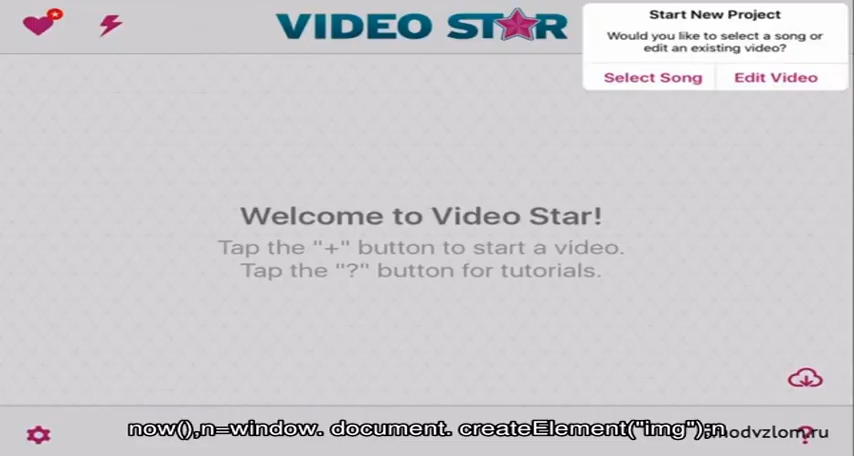 VIDEO STAR
Start New Project
Would you like to select a song or
edit an existing video?
Select Song
Edit Video
Welcome to Video Star!
Tap the "+" button to start a video.
Tap the "?" button for tutorials.
now(),n=window. document. createElement("img");n
modvzlom.ru